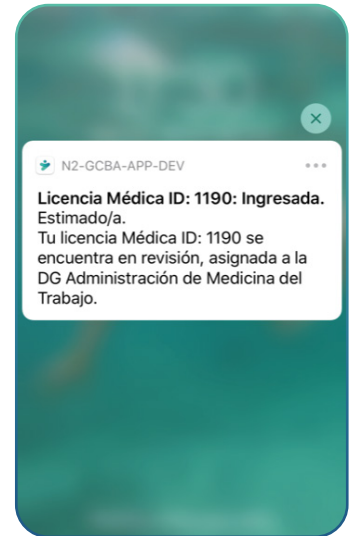 N2-GCBA-APP-DEV
Licencia Médica ID: 1190: Ingresada.
Estimado/a.
Tu licencia Médica ID: 1190 se
encuentra en revisión, asignada a la
DG Administración de Medicina del
Trabajo.